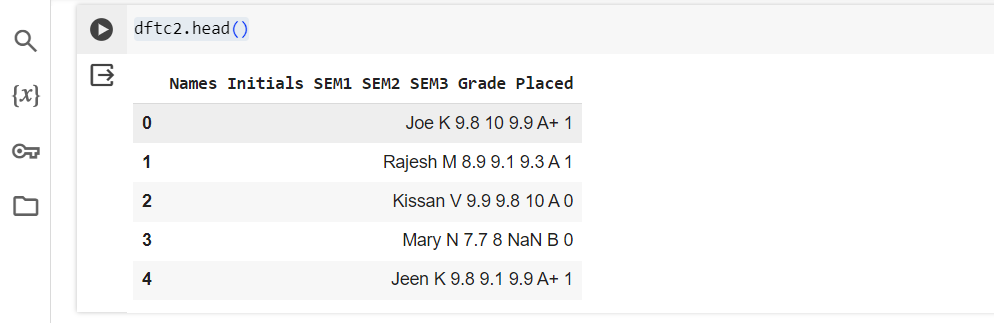 dftc2.head()
Names Initials SEM1 SEM2 SEM3 Grade Placed
0 Joe K 9.8 10 9.9 A+ 1
1 Rajesh M 8.9 9.1 9.3 A 1
2 Kissan V 9.9 9.8 10 A 0
3 Mary N 7.7 8 NaN B 0
4 Jeen K 9.8 9.1 9.9 A+ 1
{x}